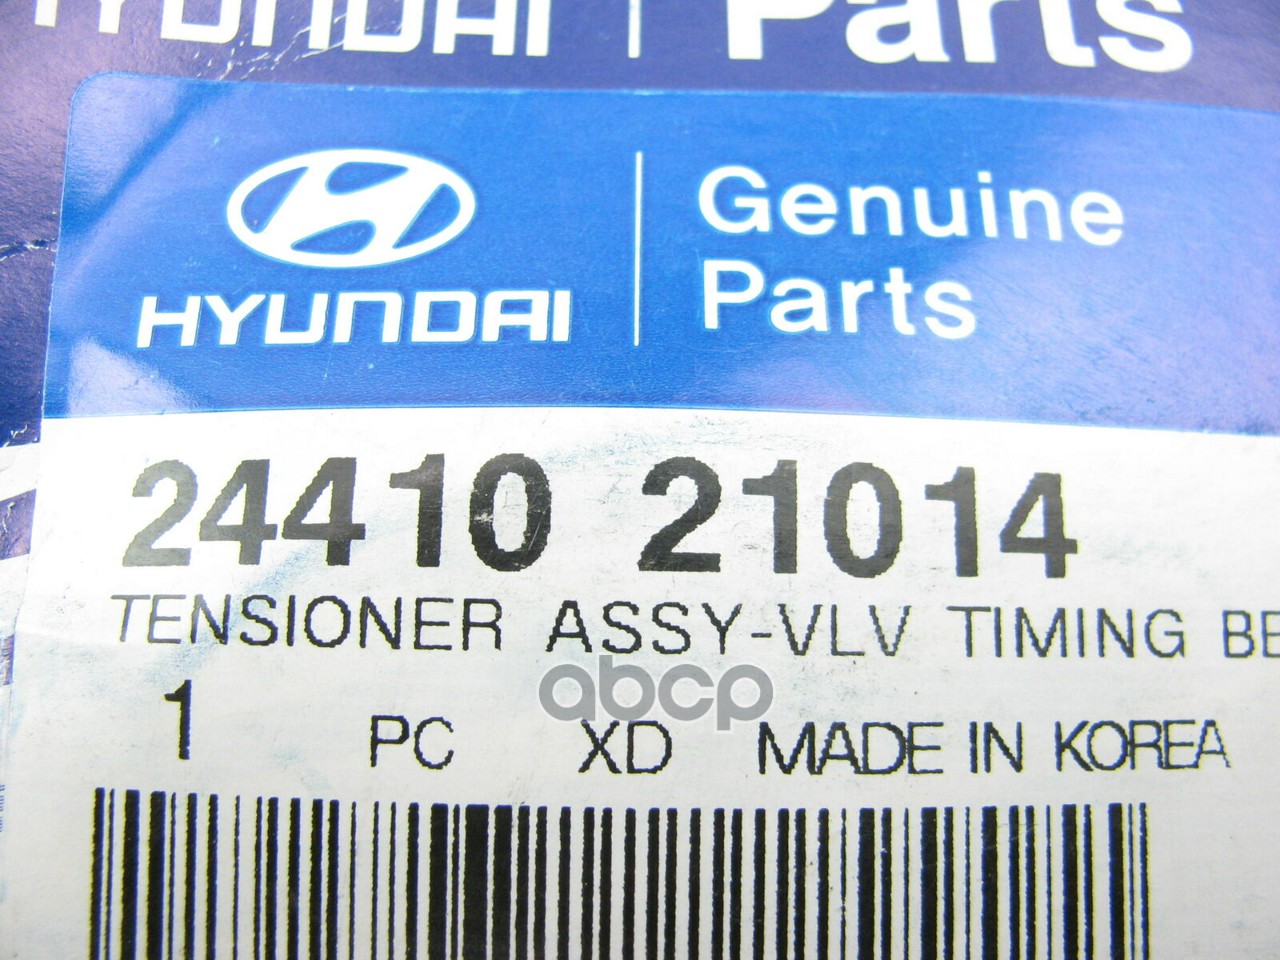 HYUNDAI Parts
Genuine
Parts
HYUNDAI
24410 21014
TENSIONER ASSY-VLV TIMING BE
abcp
1 PC XD MADE IN KOREA